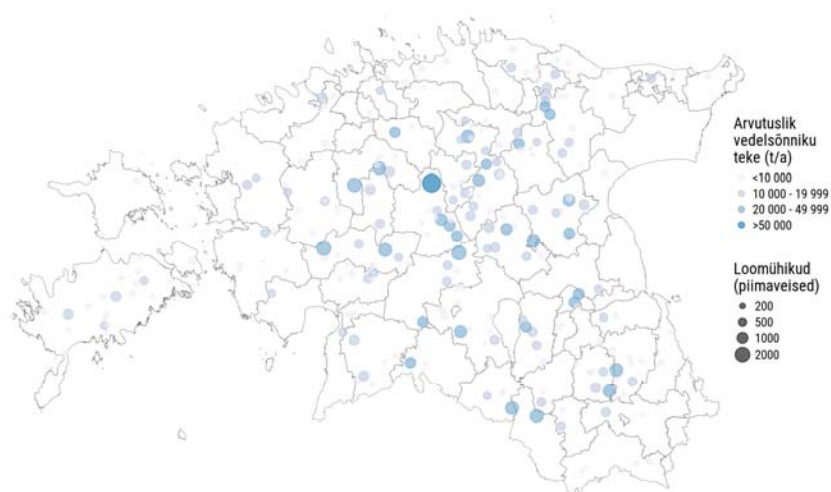 Arvutuslik
vedelsõnniku
teke (t/a)
<10 000
10 000 - 19 999
20 000 - 49 999
>50 000
Loomühikud
(piimaveised)
200
500
1000
2000